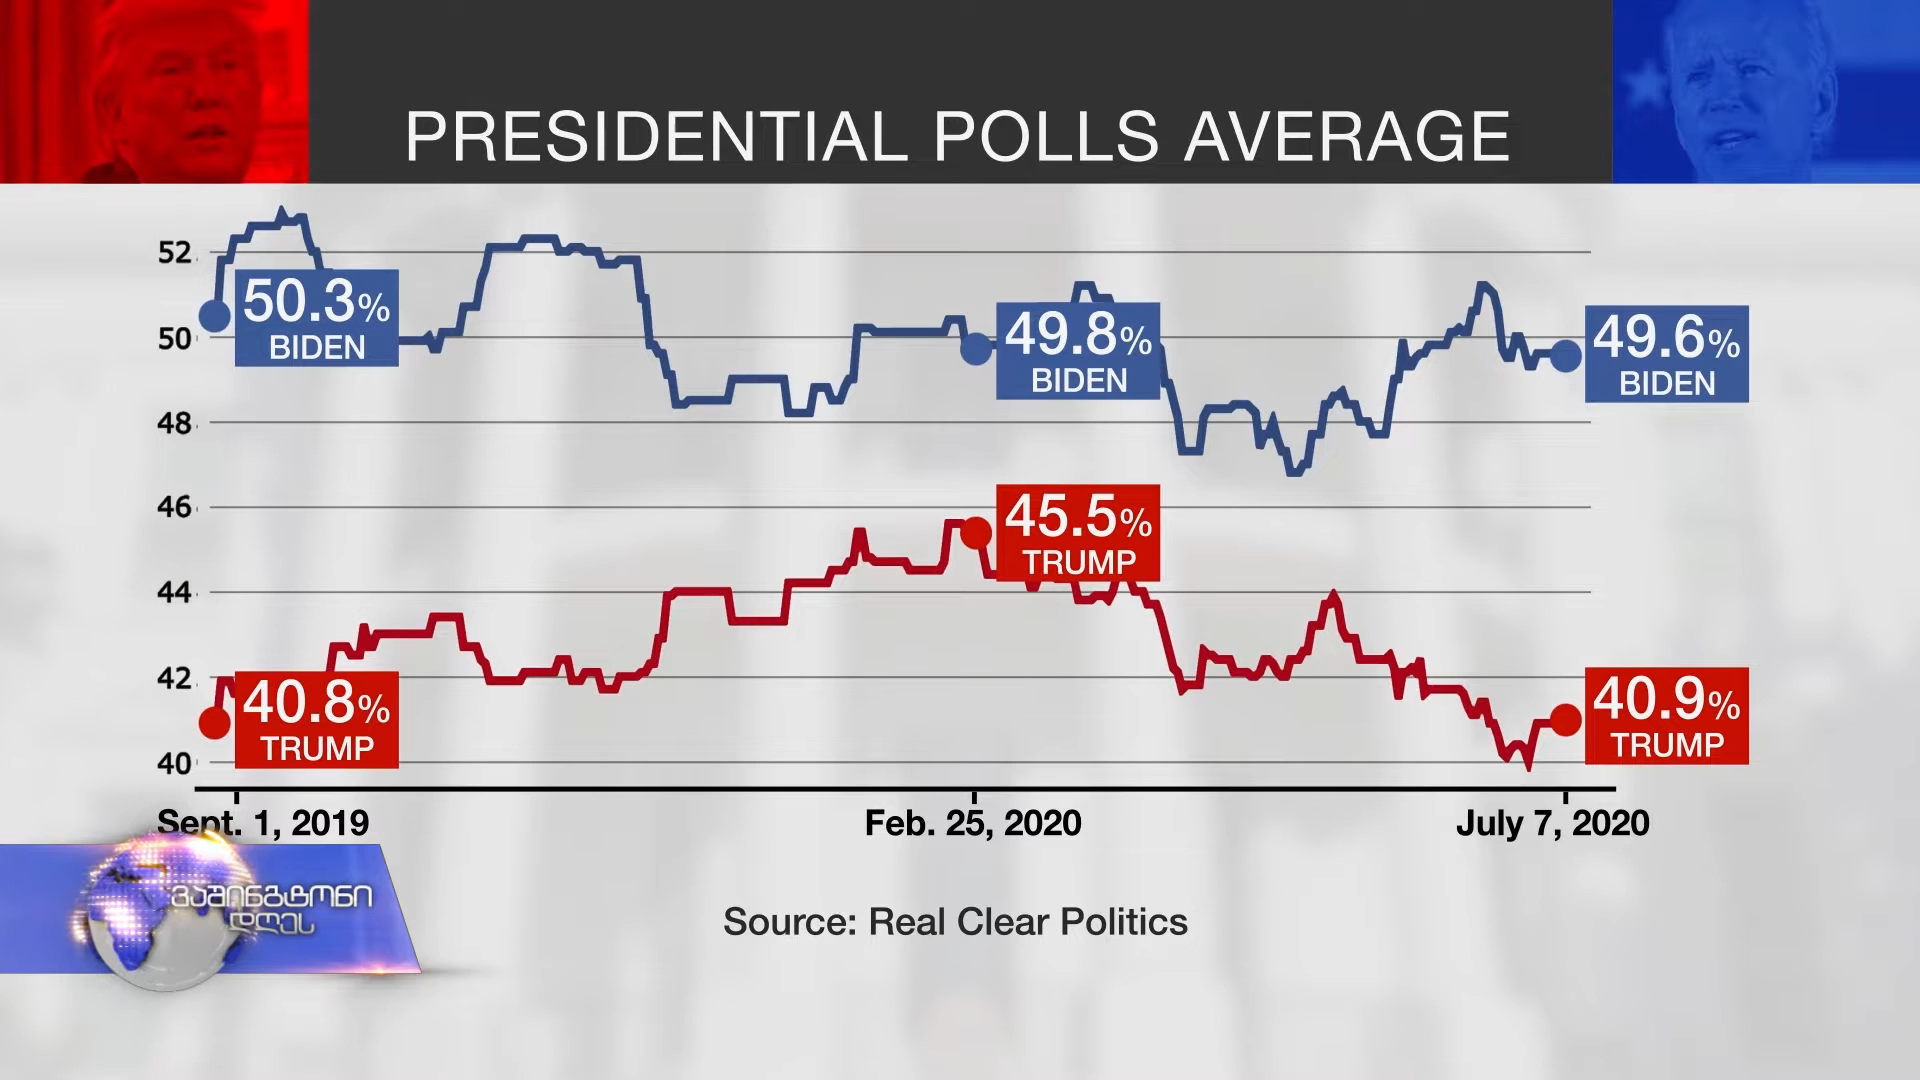 PRESIDENTIAL POLLS AVERAGE
52
50
48
46
44
42
40
50.3%
BIDEN
49.8%
BIDEN
49.6%
BIDEN
45.5%
TRUMP
40.8%
TRUMP
40.9%
TRUMP
Sept. 1, 2019
Feb. 25, 2020
July 7, 2020
ვაშინგტონი
დღეს
Source: Real Clear Politics